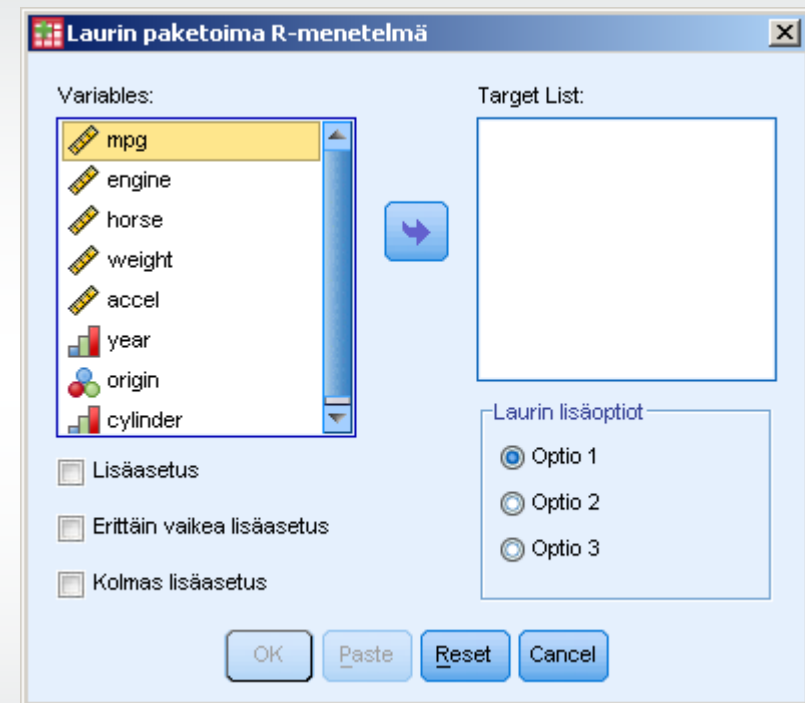 Laurin paketoima R-menetelmä
Variables:
mpg
engine
horse
weight
accel
year
origin
cylinder
Target List:
Laurin lisäoptiot
Optio 1
Optio 2
Optio 3
Lisäasetus
Erittäin vaikea lisäasetus
Kolmas lisäasetus
OK
Paste
Reset
Cancel